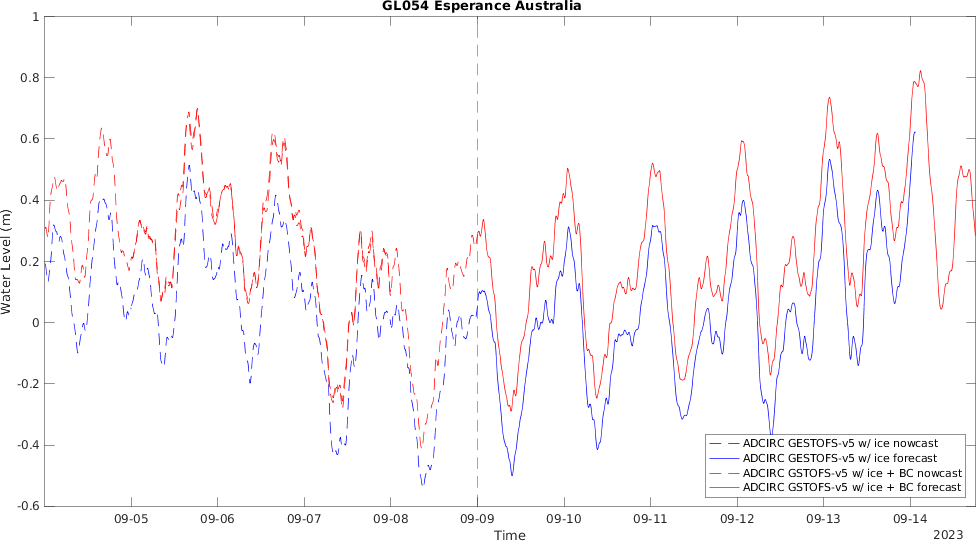 GL054 Esperance Australia
1
0.8
0.6
0.4
0.2
0
-0.2
-0.4
-0.6
Water Level (m)
ADCIRC GESTOFS-v5 w/ ice nowcast
ADCIRC GESTOFS-v5 w/ ice forecast
ADCIRC GSTOFS-v5 w/ ice + BC nowcast
ADCIRC GSTOFS-v5 w/ ice + BC forecast
09-05 09-06 09-07 09-08 09-09 09-10 09-11 09-12 09-13 09-14
Time
2023